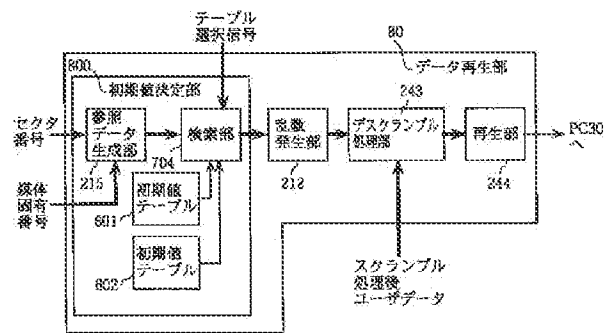 テーブル
選択信号
80
データ再生部
800
初期値決定部
243
セクタ
番号
参照
データ
生成部
検索部
乱数
発生部
デスクランブル
処理部
再生部
PC30
へ
215
704
212
244
媒体
固有
番号
初期値
テーブル
601
初期値
テーブル
602
スクランブル
処理後
ユーザデータ